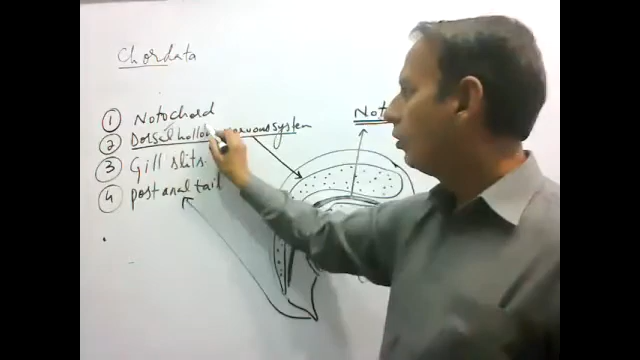 Chordata
① Notochord
② Dorsal hollow nervous system
③ Gill slits.
④ post anal tail
Not